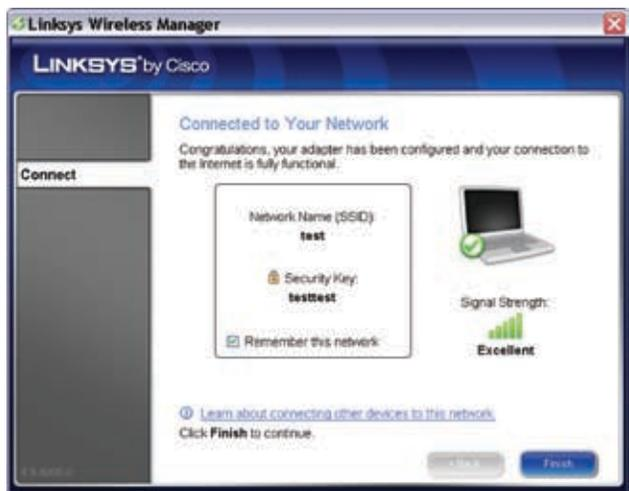 Linksys Wireless Manager
LINKSYS® by Cisco
Connect
Connected to Your Network
Congratulations, your adapter has been configured and your connection to
the Internet is fully functional.
Network Name (SSID):
test
Security Key:
testtest
Remember this network
Signal Strength:
Excellent
Learn about connecting other devices to this network.
Click Finish to continue.
Back
Finish